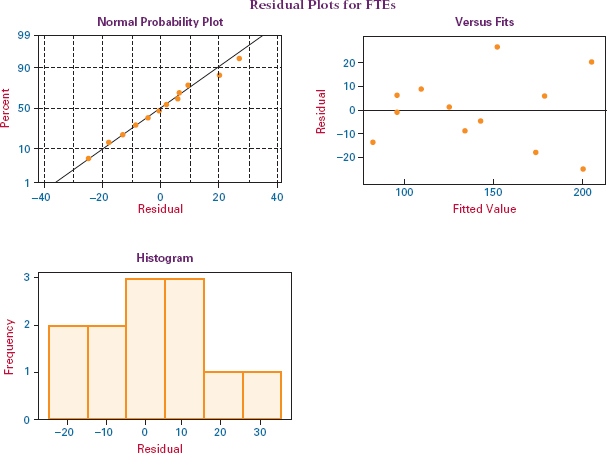 Residual Plots for FTEs
Normal Probability Plot
99
90
50
10
1
Percent
−40 −20 0 20 40
Residual
Versus Fits
20
10
0
−10
−20
Residual
100 150 200
Fitted Value
Histogram
3
2
1
0
Frequency
−20 −10 0 10 20 30
Residual